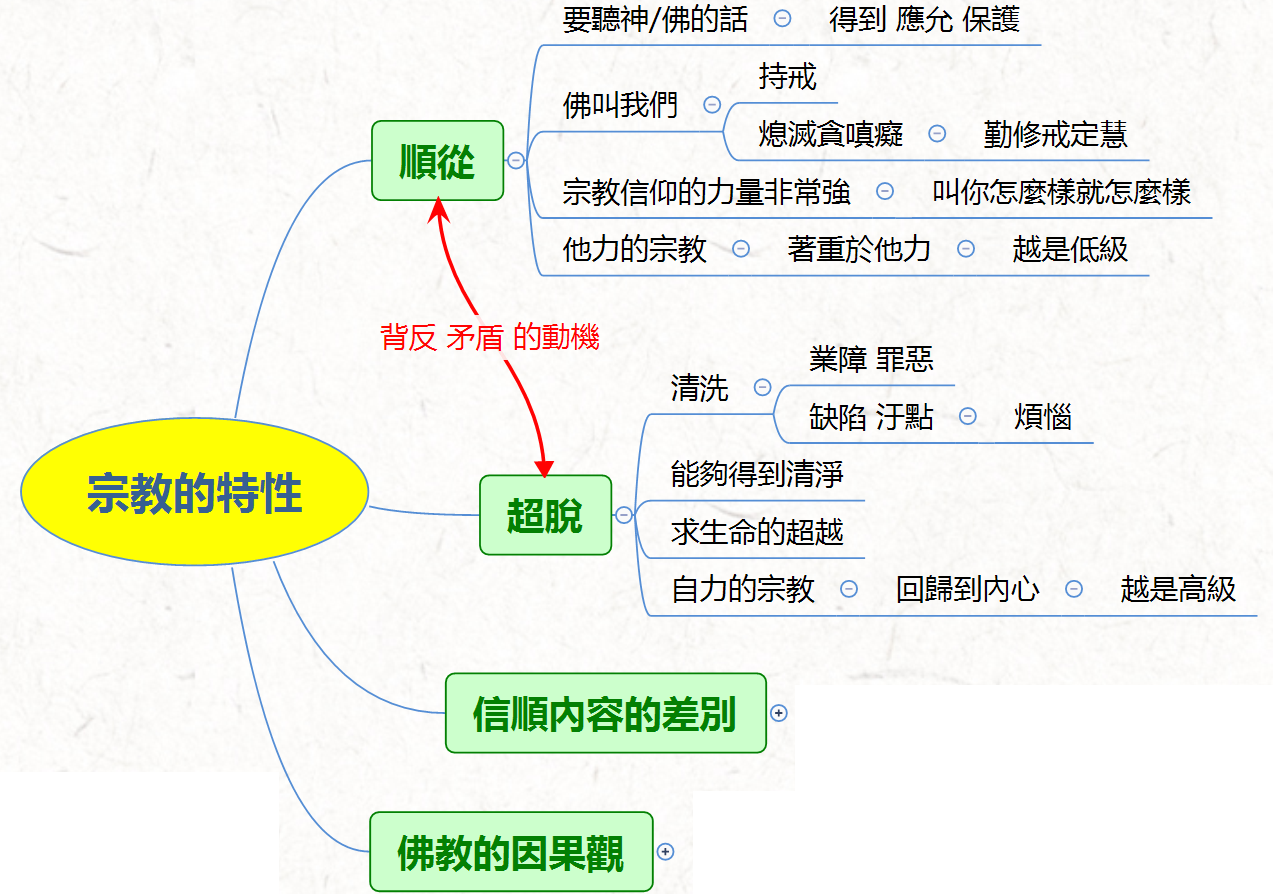 宗教的特性
順從
要聽神/佛的話 得到 應允 保護
佛叫我們
持戒
熄滅貪嗔癡 勤修戒定慧
宗教信仰的力量非常強 叫你怎麼樣就怎麼樣
他力的宗教 著重於他力 越是低級
背反 矛盾 的動機
超脫
清洗
業障 罪惡
缺陷 汙點 煩惱
能夠得到清淨
求生命的超越
自力的宗教 回歸到內心 越是高級
信順內容的差別
佛教的因果觀